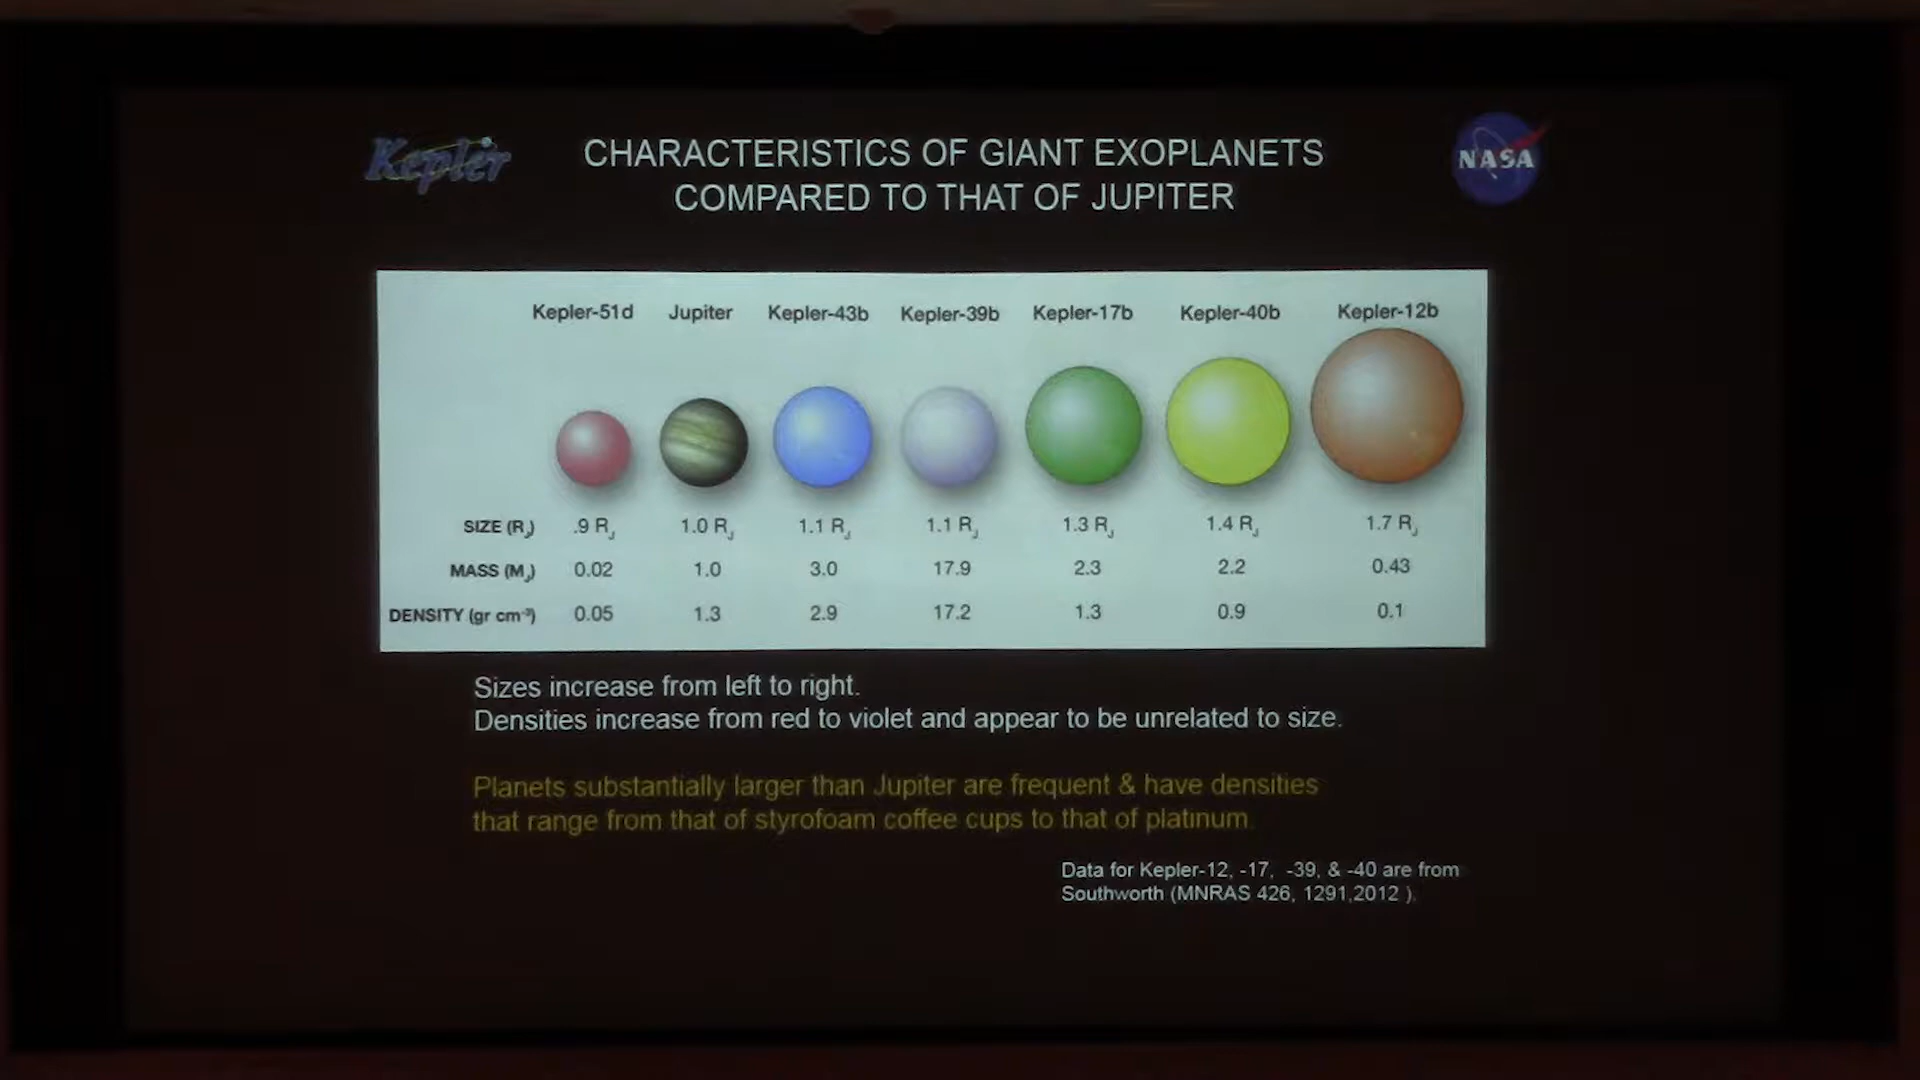 Kepler
CHARACTERISTICS OF GIANT EXOPLANETS
COMPARED TO THAT OF JUPITER
NASA
Kepler-51d Jupiter Kepler-43b Kepler-39b Kepler-17b Kepler-40b Kepler-12b
SIZE (RJ) .9 RJ 1.0 RJ 1.1 RJ 1.1 RJ 1.3 RJ 1.4 RJ 1.7 RJ
MASS (MJ) 0.02 1.0 3.0 17.9 2.3 2.2 0.43
DENSITY (gr cm⁻³) 0.05 1.3 2.9 17.2 1.3 0.9 0.1
Sizes increase from left to right.
Densities increase from red to violet and appear to be unrelated to size.
Planets substantially larger than Jupiter are frequent & have densities
that range from that of styrofoam coffee cups to that of platinum.
Data for Kepler-12, -17, -39, & -40 are from
Southworth (MNRAS 426, 1291,2012 ).